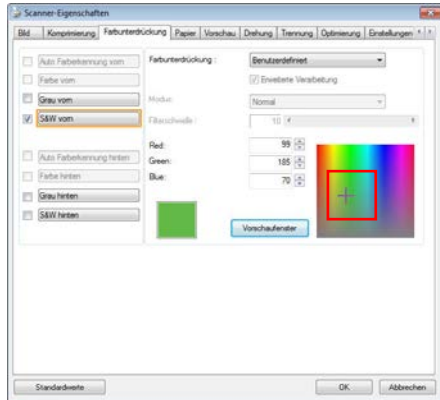 Scanner-Eigenschaften
Bild Komprimierung Farbunterdrückung Papier Vorschau Drehung Trennung Optimierung Einstellungen
Auto Farberkennung vorn
Farbe vorn
Grau vorn
S&W vorn
Auto Farberkennung hinten
Farbe hinten
Grau hinten
S&W hinten
Farbunterdrückung : Benutzerdefiniert
Erweiterte Verarbeitung
Modus: Normal
Filterschwelle : 10
Red: 99
Green: 185
Blue: 70
Vorschaufenster
Standardwerte OK Abbrechen